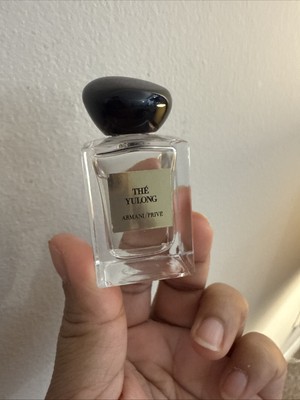 THÉ
YULONG
ARMANI PRIVÉ